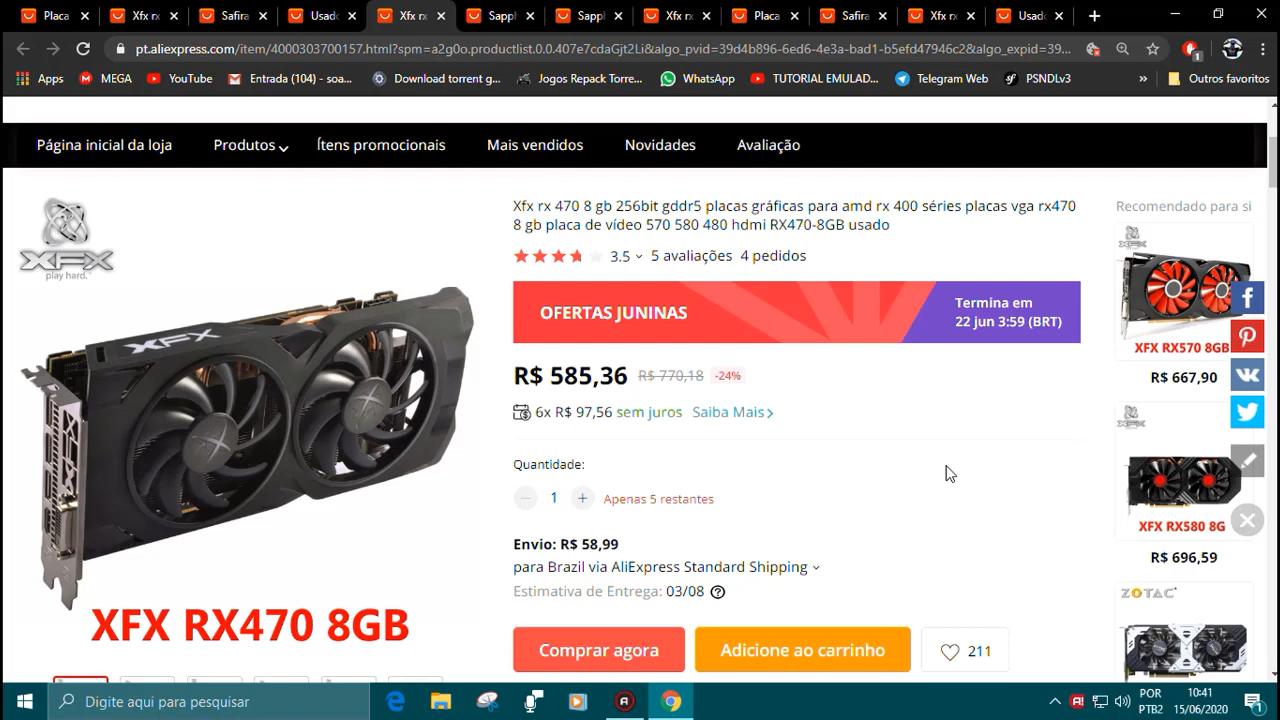 Placa
Xfx rx
Safira
Usado
Xfx rx
Sappl
Sappl
Xfx rx
Placa
Safira
Xfx rx
Usado
pt.aliexpress.com/item/4000303700157.html?spm=a2g0o.productlist.0.0.407e7cdaGjt2Li&algo_pvid=39d4b896-6ed6-4e3a-bad1-b5efd47946c2&algo_expid=39...
1
Apps
MEGA
YouTube
Entrada (104) - soa...
Download torrent g...
Jogos Repack Torre...
WhatsApp
TUTORIAL EMULAD...
Telegram Web
PSNDLv3
»
Outros favoritos
Página inicial da loja
Produtos
Ítens promocionais
Mais vendidos
Novidades
Avaliação
XFX
play hard.
XFX
XFX
XFX RX470 8GB
Xfx rx 470 8 gb 256bit gddr5 placas gráficas para amd rx 400 séries placas vga rx470
8 gb placa de vídeo 570 580 480 hdmi RX470-8GB usado
3.5 5 avaliações 4 pedidos
OFERTAS JUNINAS
Termina em
22 jun 3:59 (BRT)
R$ 585,36 R$ 770,18 -24%
6x R$ 97,56 sem juros Saiba Mais
Quantidade:
1
Apenas 5 restantes
Envio: R$ 58,99
para Brazil via AliExpress Standard Shipping
Estimativa de Entrega: 03/08
Comprar agora
Adicione ao carrinho
211
Recomendado para si
XFX
XFX RX570 8GB
R$ 667,90
XFX
XFX RX580 8G
R$ 696,59
ZOTAC
Digite aqui para pesquisar
POR
PTB2
10:41
15/06/2020
1